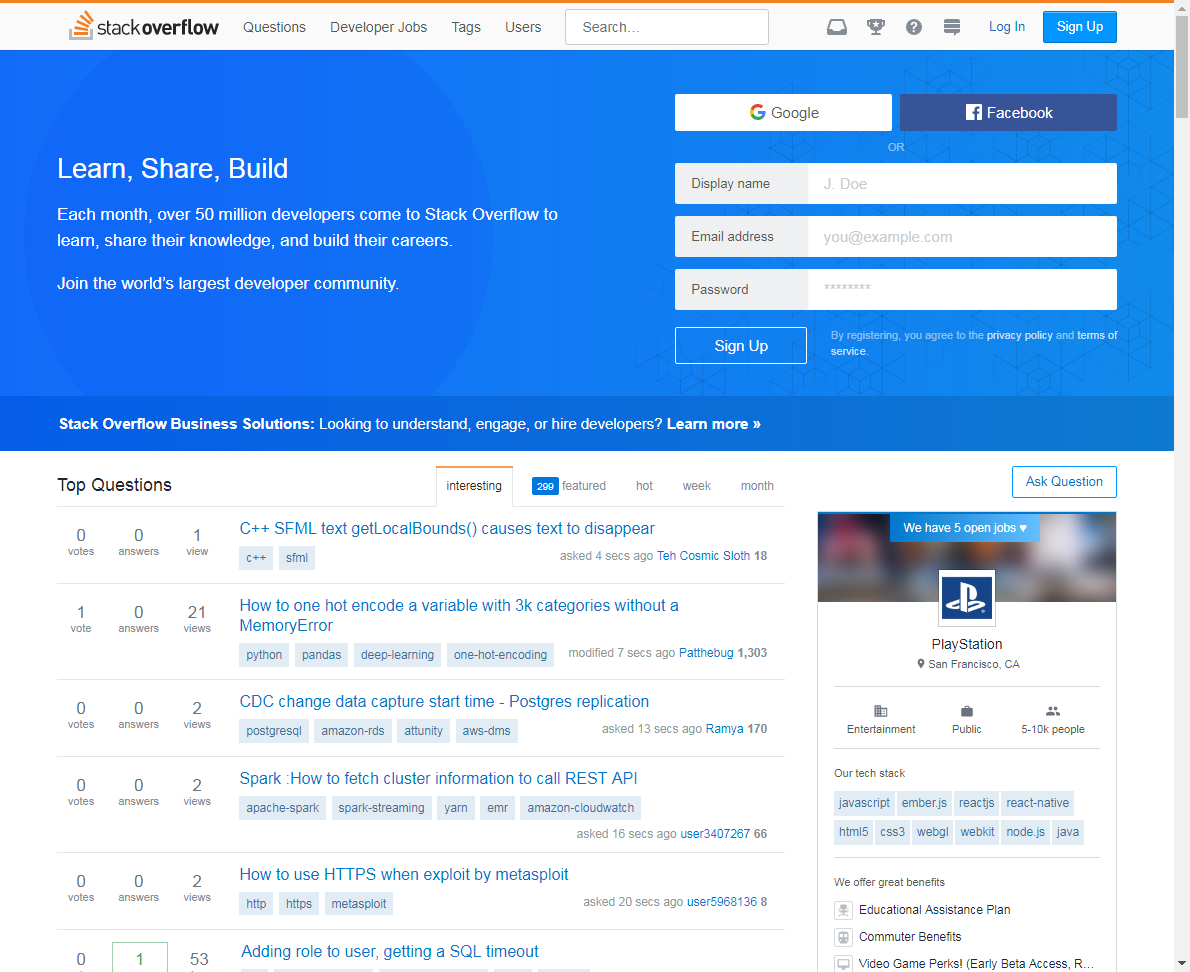 stackoverflow Questions Developer Jobs Tags Users Search... Log In Sign Up
Google Facebook
OR
Learn, Share, Build
Each month, over 50 million developers come to Stack Overflow to
learn, share their knowledge, and build their careers.
Join the world's largest developer community.
Display name J. Doe
Email address you@example.com
Password ********
Sign Up
By registering, you agree to the privacy policy and terms of
service.
Stack Overflow Business Solutions: Looking to understand, engage, or hire developers? Learn more »
Top Questions
interesting 299 featured hot week month
0 votes 0 answers 1 view
C++ SFML text getLocalBounds() causes text to disappear
c++ sfml
asked 4 secs ago Teh Cosmic Sloth 18
1 vote 0 answers 21 views
How to one hot encode a variable with 3k categories without a
MemoryError
python pandas deep-learning one-hot-encoding
modified 7 secs ago Patthebug 1,303
0 votes 0 answers 2 views
CDC change data capture start time - Postgres replication
postgresql amazon-rds attunity aws-dms
asked 13 secs ago Ramya 170
0 votes 0 answers 2 views
Spark :How to fetch cluster information to call REST API
apache-spark spark-streaming yarn emr amazon-cloudwatch
asked 16 secs ago user3407267 66
0 votes 0 answers 2 views
How to use HTTPS when exploit by metasploit
http https metasploit
asked 20 secs ago user5968136 8
0 1 53
Adding role to user, getting a SQL timeout
Ask Question
We have 5 open jobs ♥
PlayStation
San Francisco, CA
Entertainment Public 5-10k people
Our tech stack
javascript ember.js reactjs react-native
html5 css3 webgl webkit node.js java
We offer great benefits
Educational Assistance Plan
Commuter Benefits
Video Game Perks! (Early Beta Access, R...